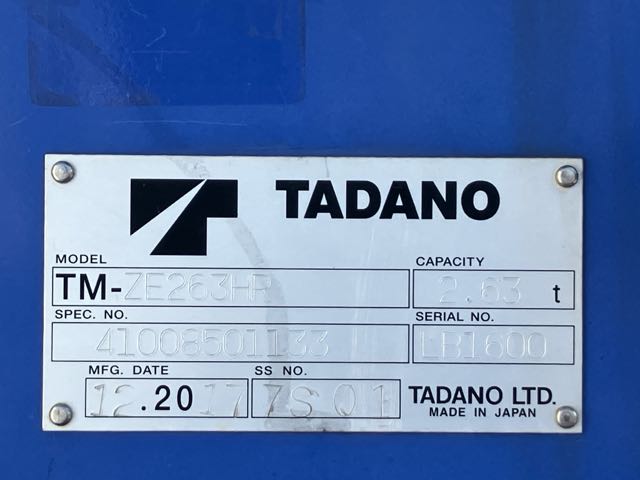 TADANO
MODEL
TM-ZE263HR
CAPACITY
2.63 t
SPEC. NO.
41008501133
SERIAL NO.
LB1600
MFG. DATE
12.2017
SS NO.
7S01
TADANO LTD.
MADE IN JAPAN